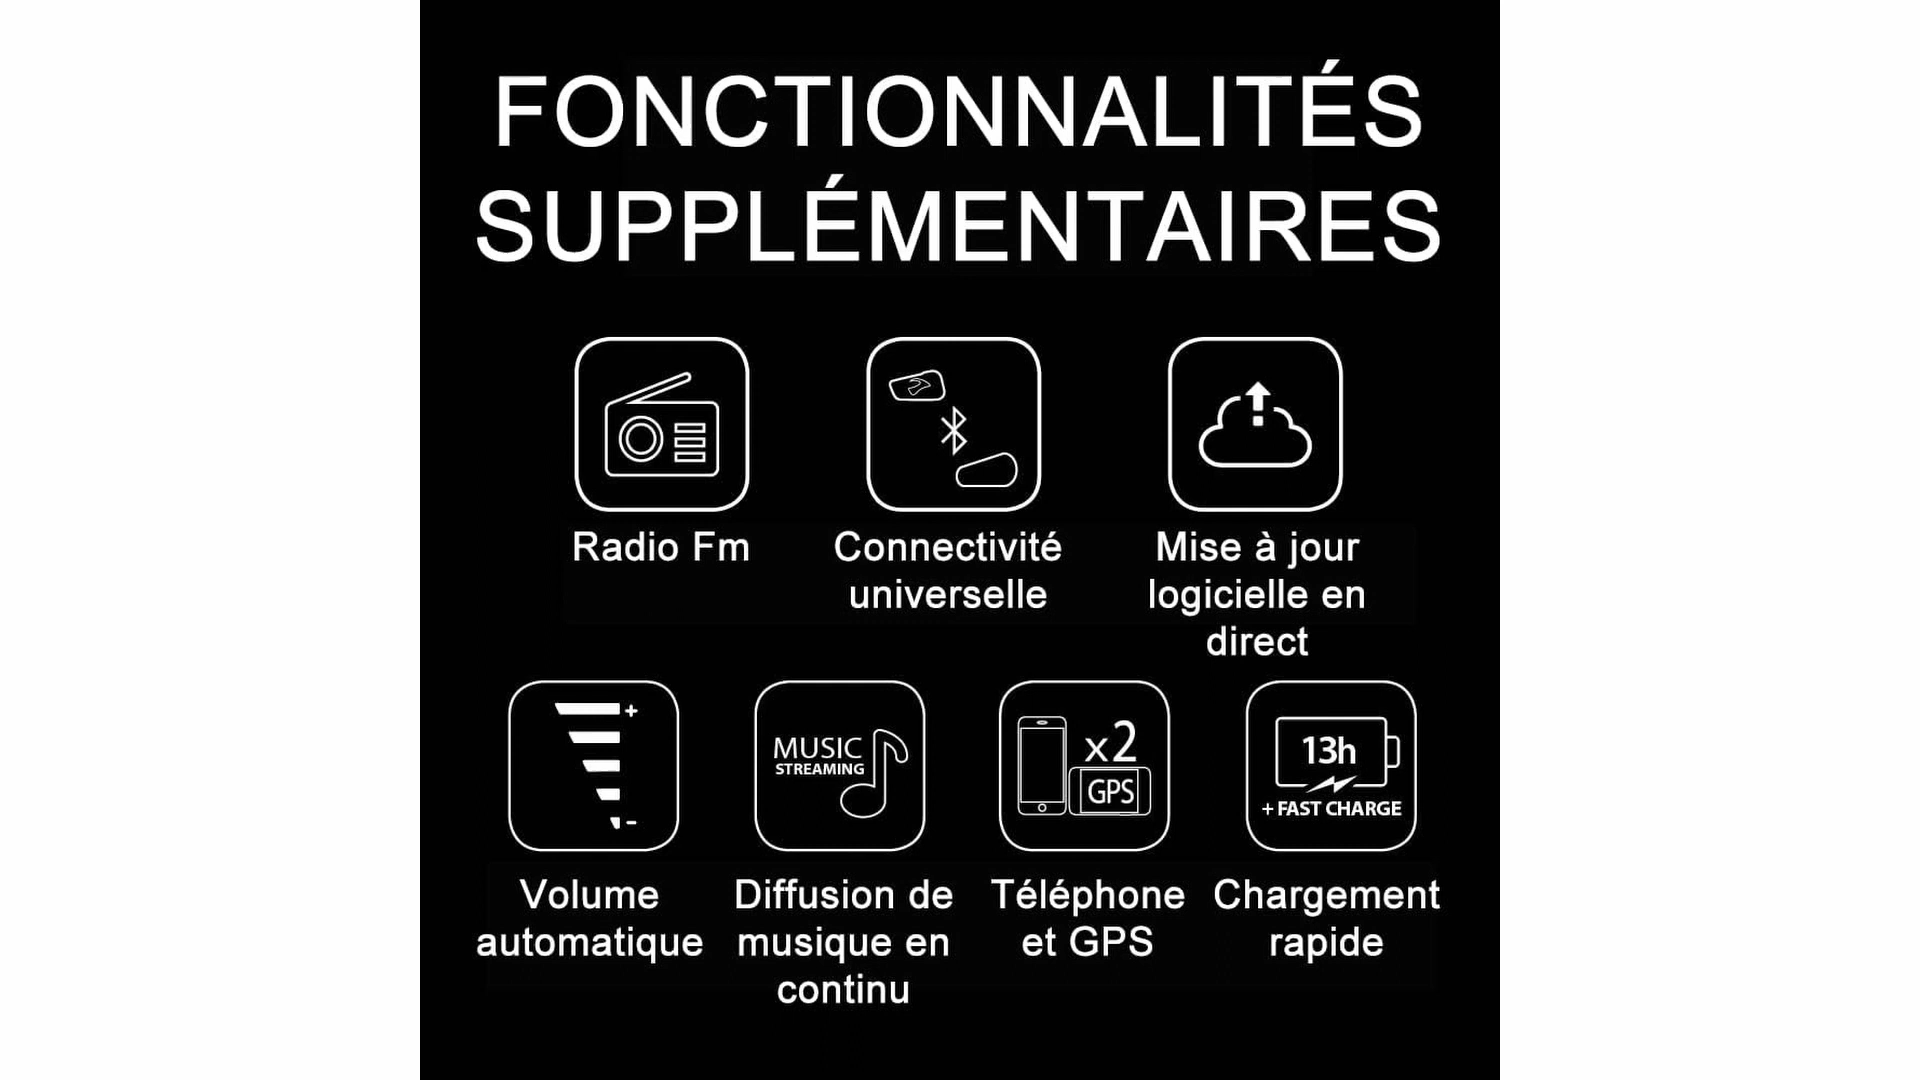 FONCTIONNALITÉS
SUPPLÉMENTAIRES
Radio Fm
Connectivité
universelle
Mise à jour
logicielle en
direct
+
-
MUSIC
STREAMING
x2
GPS
13h
+ FAST CHARGE
Volume
automatique
Diffusion de
musique en
continu
Téléphone
et GPS
Chargement
rapide